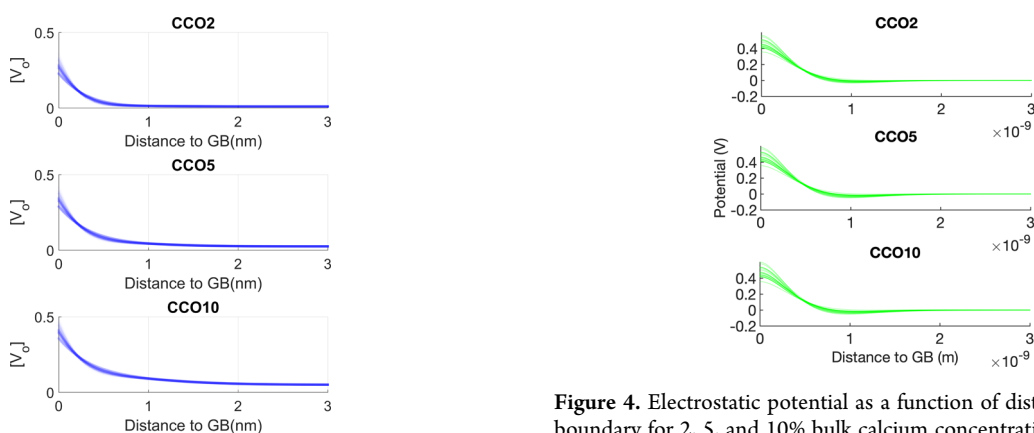 CCO2
0.5
[Vo]
0
0 1 2 3
Distance to GB(nm)
CCO5
0.5
[Vo]
0
0 1 2 3
Distance to GB(nm)
CCO10
0.5
[Vo]
0
0 1 2 3
Distance to GB(nm)
CCO2
0.4
0.2
0
-0.2
0 1 2 3
×10-9
CCO5
Potential (V)
0.4
0.2
0
-0.2
0 1 2 3
×10-9
CCO10
0.4
0.2
0
-0.2
0 1 2 3
Distance to GB (m)
×10-9
Figure 4. Electrostatic potential as a function of
boundary for 2, 5, and 10% bulk calcium